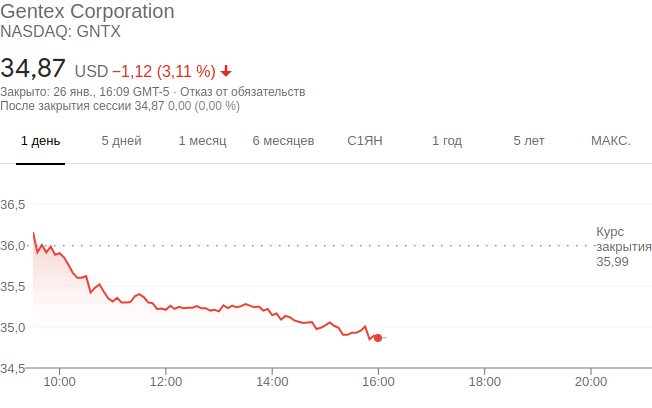 Gentex Corporation
NASDAQ: GNTX
34,87 USD −1,12 (3,11 %)
Закрыто: 26 янв., 16:09 GMT-5 · Отказ от обязательств
После закрытия сессии 34,87 0,00 (0,00 %)
1 день 5 дней 1 месяц 6 месяцев С1ЯН 1 год 5 лет МАКС.
36,5
Курс
36,0 закрытия
35,99
35,5
35,0
34,5
10:00 12:00 14:00 16:00 18:00 20:00